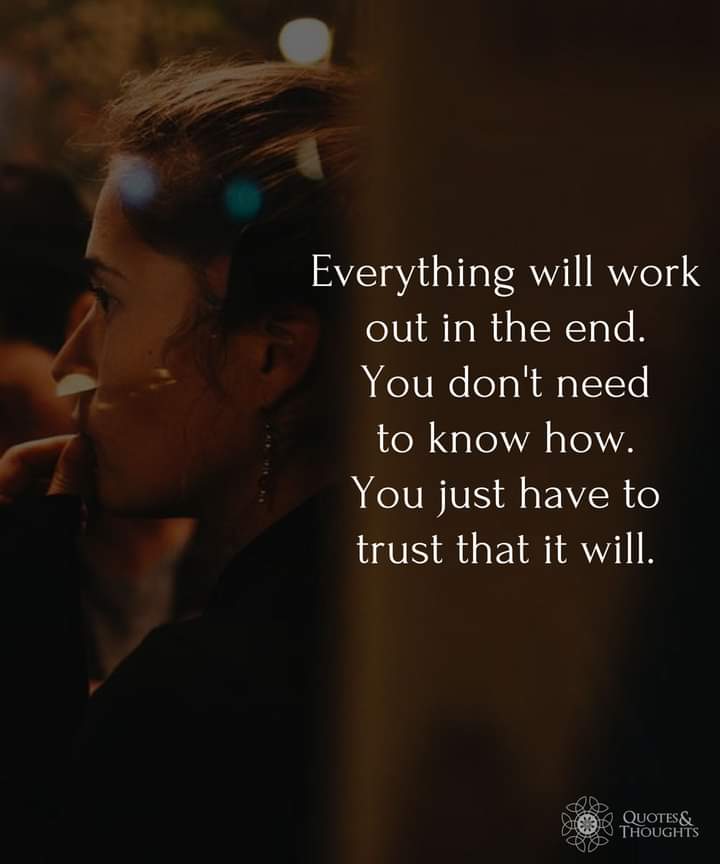 Everything will work
out in the end.
You don't need
to know how.
You just have to
trust that it will.
QUOTES&
THOUGHTS